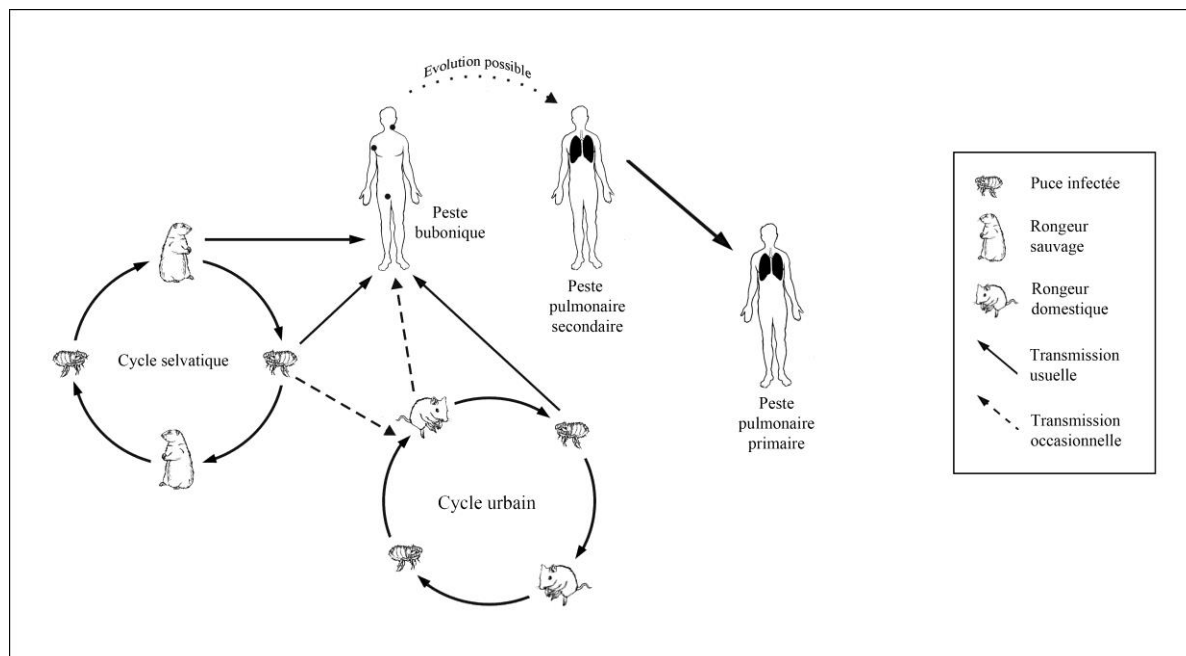 Evolution possible
Peste
bubonique
Peste
pulmonaire
secondaire
Peste
pulmonaire
primaire
Cycle selvatique
Cycle urbain
Puce infectée
Rongeur
sauvage
Rongeur
domestique
Transmission
usuelle
Transmission
occasionnelle